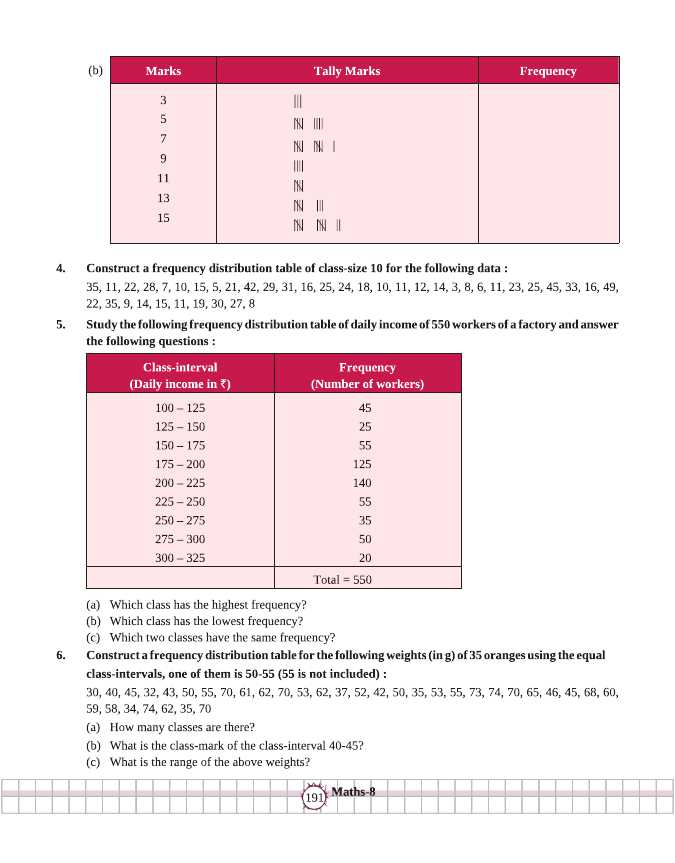 (b) Marks Tally Marks Frequency
3
5
7
9
11
13
15
4. Construct a frequency distribution table of class-size 10 for the following data :
35, 11, 22, 28, 7, 10, 15, 5, 21, 42, 29, 31, 16, 25, 24, 18, 10, 11, 12, 14, 3, 8, 6, 11, 23, 25, 45, 33, 16, 49,
22, 35, 9, 14, 15, 11, 19, 30, 27, 8
5. Study the following frequency distribution table of daily income of 550 workers of a factory and answer
the following questions :
Class-interval Frequency
(Daily income in ₹) (Number of workers)
100 – 125 45
125 – 150 25
150 – 175 55
175 – 200 125
200 – 225 140
225 – 250 55
250 – 275 35
275 – 300 50
300 – 325 20
Total = 550
(a) Which class has the highest frequency?
(b) Which class has the lowest frequency?
(c) Which two classes have the same frequency?
6. Construct a frequency distribution table for the following weights (in g) of 35 oranges using the equal
class-intervals, one of them is 50-55 (55 is not included) :
30, 40, 45, 32, 43, 50, 55, 70, 61, 62, 70, 53, 62, 37, 52, 42, 50, 35, 53, 55, 73, 74, 70, 65, 46, 45, 68, 60,
59, 58, 34, 74, 62, 35, 70
(a) How many classes are there?
(b) What is the class-mark of the class-interval 40-45?
(c) What is the range of the above weights?
191 Maths-8